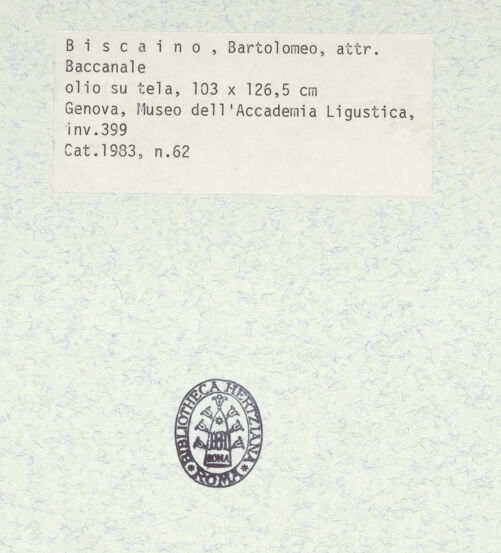 Biscaino, Bartolomeo, attr.
Baccanale
olio su tela, 103 x 126,5 cm
Genova, Museo dell'Accademia Ligustica,
inv.399
Cat.1983, n.62
BIBLIOTHECA HERTZIANA
ROMA
ROMA